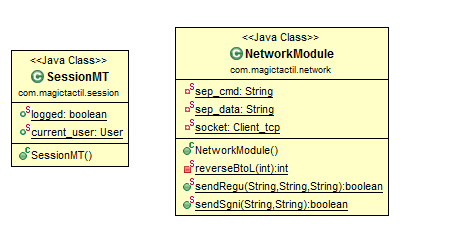 <<Java Class>>
SessionMT
com.magictactil.session
logged: boolean
current_user: User
SessionMT()
<<Java Class>>
NetworkModule
com.magictactil.network
sep_cmd: String
sep_data: String
socket: Client_tcp
NetworkModule()
reverseBtoL(int):int
sendRegu(String,String,String):boolean
sendSgni(String,String):boolean